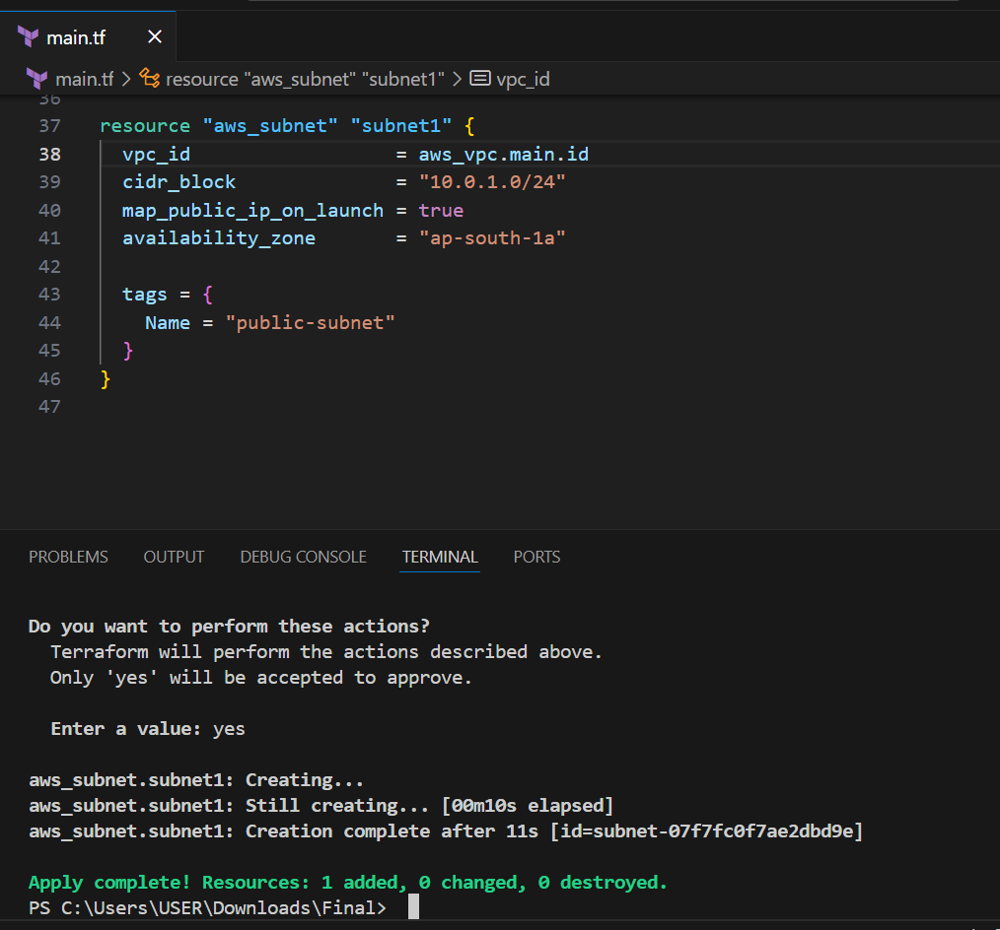 main.tf ×
main.tf > resource "aws_subnet" "subnet1" > vpc_id
36
37 resource "aws_subnet" "subnet1" {
38 vpc_id = aws_vpc.main.id
39 cidr_block = "10.0.1.0/24"
40 map_public_ip_on_launch = true
41 availability_zone = "ap-south-1a"
42
43 tags = {
44 Name = "public-subnet"
45 }
46 }
47
PROBLEMS OUTPUT DEBUG CONSOLE TERMINAL PORTS
Do you want to perform these actions?
Terraform will perform the actions described above.
Only 'yes' will be accepted to approve.
Enter a value: yes
aws_subnet.subnet1: Creating...
aws_subnet.subnet1: Still creating... [00m10s elapsed]
aws_subnet.subnet1: Creation complete after 11s [id=subnet-07f7fc0f7ae2dbd9e]
Apply complete! Resources: 1 added, 0 changed, 0 destroyed.
PS C:\Users\USER\Downloads\Final>